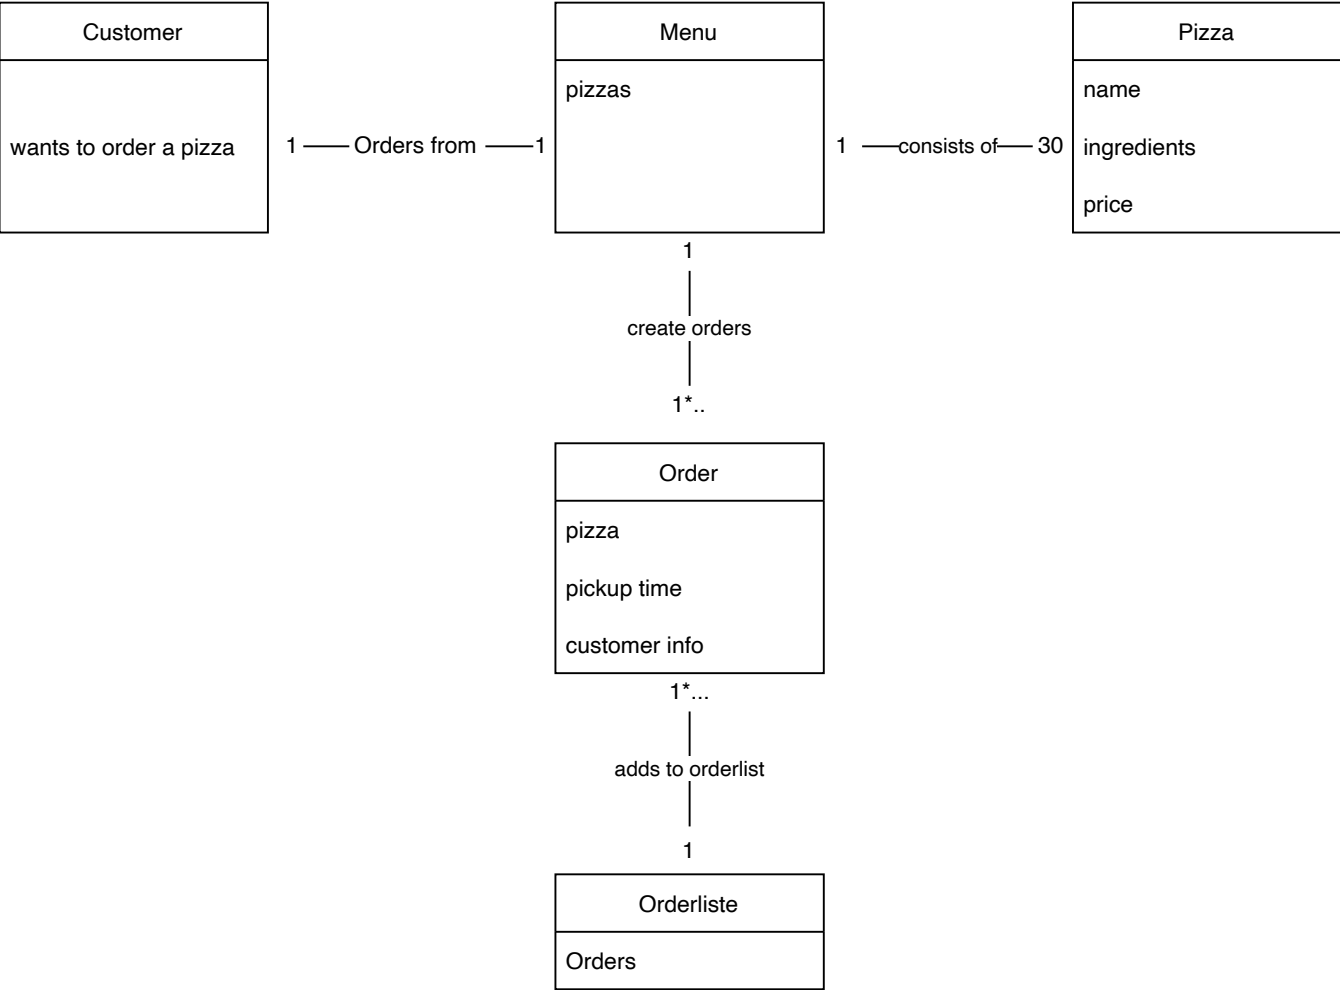 Customer
wants to order a pizza
1
Orders from
1
Menu
pizzas
1
consists of
30
Pizza
name
ingredients
price
1
create orders
1*..
Order
pizza
pickup time
customer info
1*...
adds to orderlist
1
Orderliste
Orders